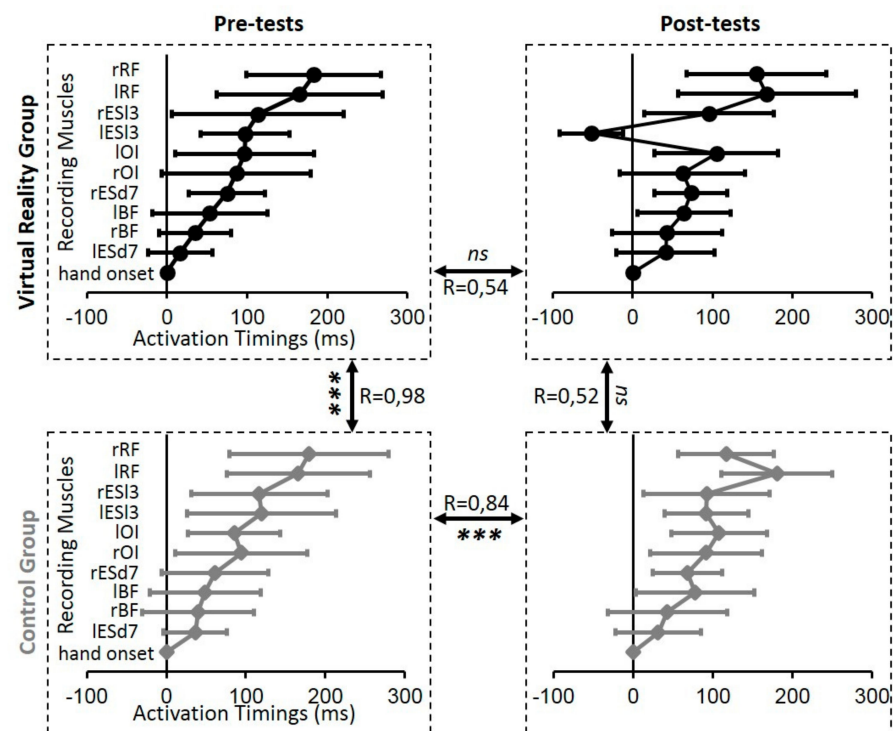 Pre-tests
Post-tests
Virtual Reality Group
Recording Muscles
rRF
lRF
rESl3
lESl3
lOI
rOI
rESd7
lBF
rBF
lESd7
hand onset
-100 0 100 200 300
Activation Timings (ms)
-100 0 100 200 300
ns
R=0,54
***
R=0,98
R=0,52
ns
Control Group
Recording Muscles
rRF
lRF
rESl3
lESl3
lOI
rOI
rESd7
lBF
rBF
lESd7
hand onset
-100 0 100 200 300
Activation Timings (ms)
R=0,84
***
-100 0 100 200 300